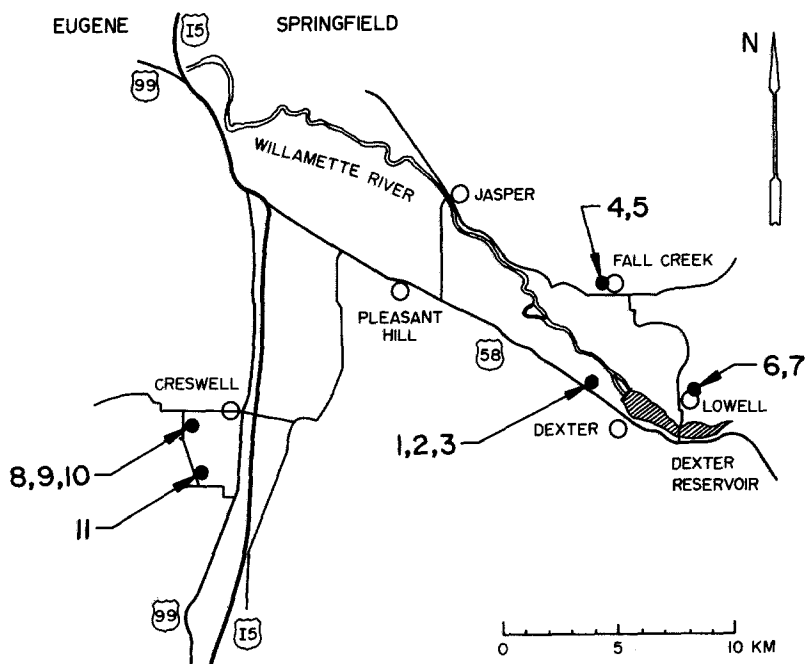 EUGENE
I5
SPRINGFIELD
N
99
WILLAMETTE RIVER
JASPER
4,5
FALL CREEK
PLEASANT
HILL
58
6,7
CRESWELL
LOWELL
1,2,3
DEXTER
8,9,10
DEXTER
RESERVOIR
11
99
I5
0 5 10 KM